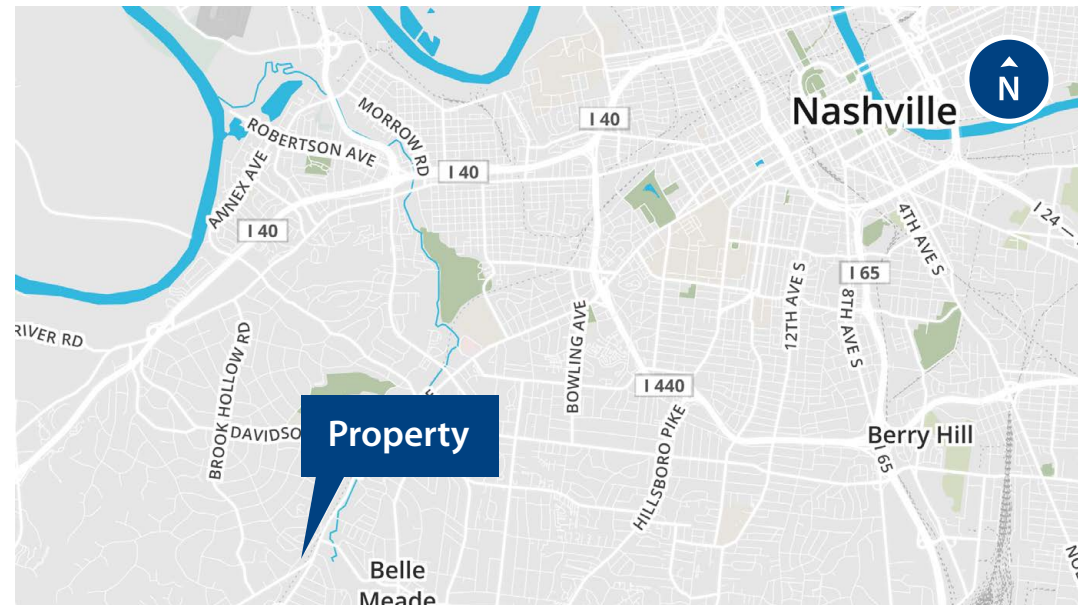 N
Nashville
I 40
MORROW RD
ROBERTSON AVE
I 40
ANNEX AVE
I 40
4TH AVE S
I 24 —
I 65
12TH AVE S
8TH AVE S
RIVER RD
BROOK HOLLOW RD
BOWLING AVE
I 440
HILLSBORO PIKE
Property
DAVIDSO
Berry Hill
I 65
Belle
Meade